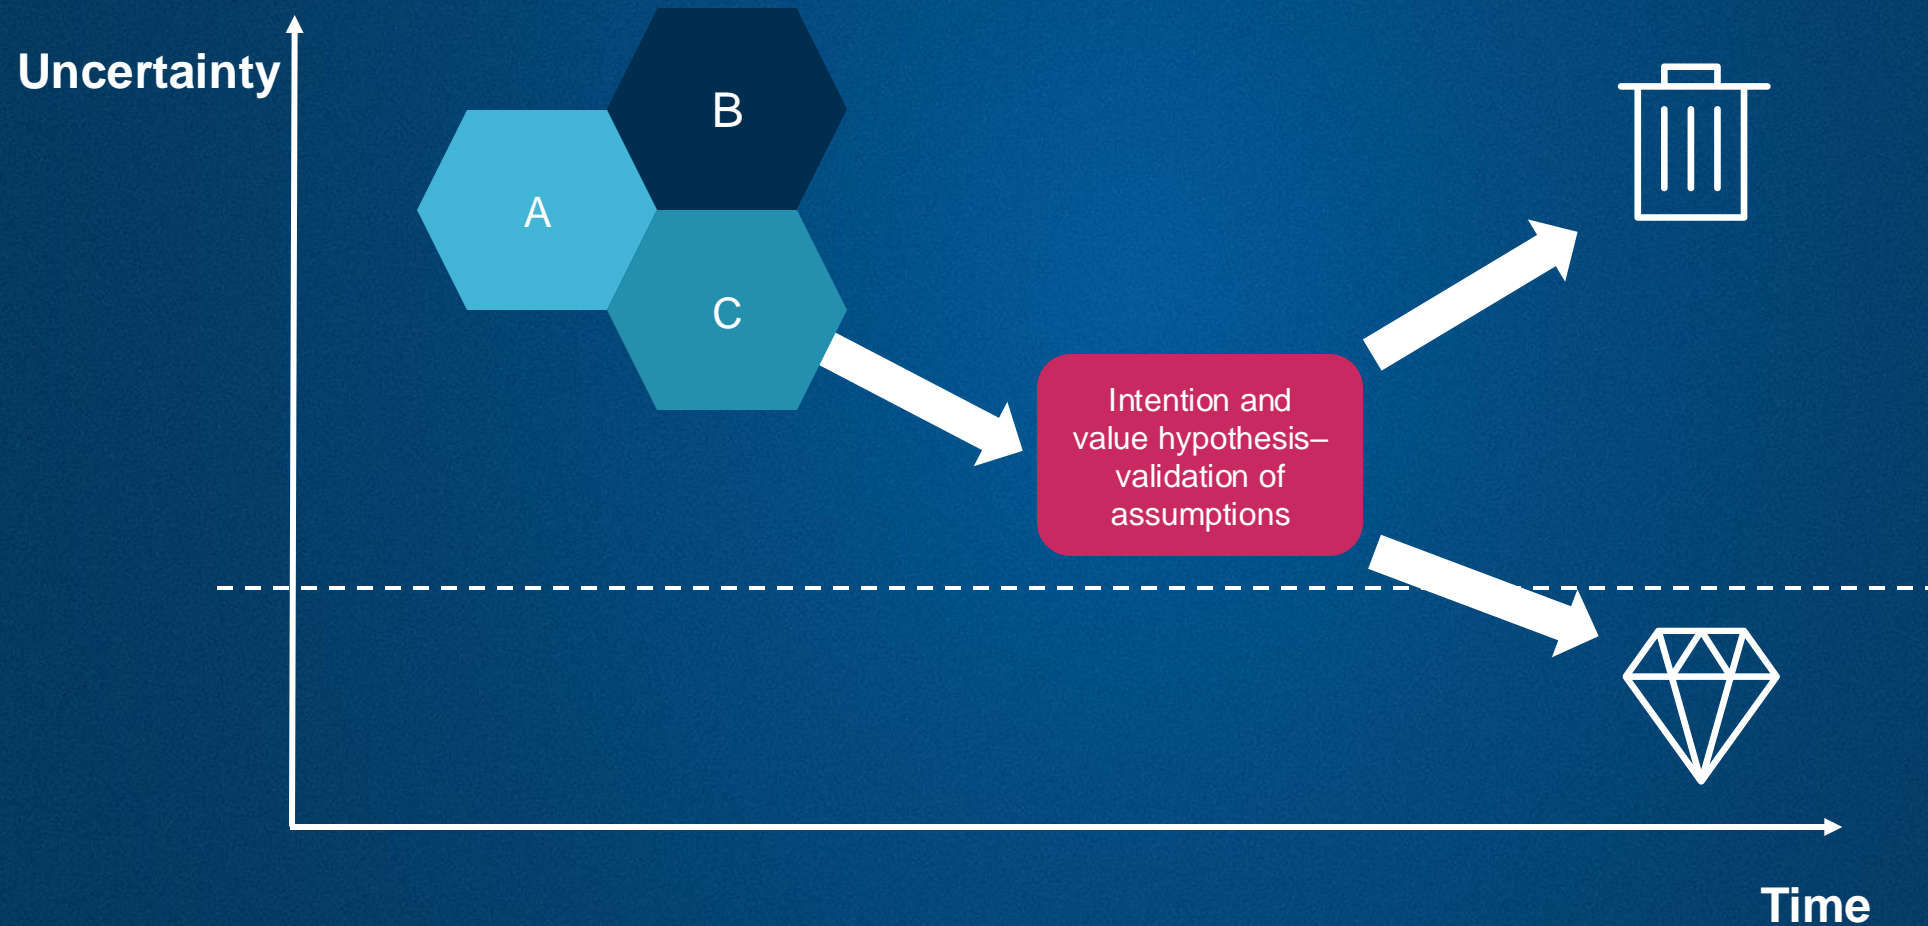 Uncertainty
B
A
C
Intention and
value hypothesis–
validation of
assumptions
Time